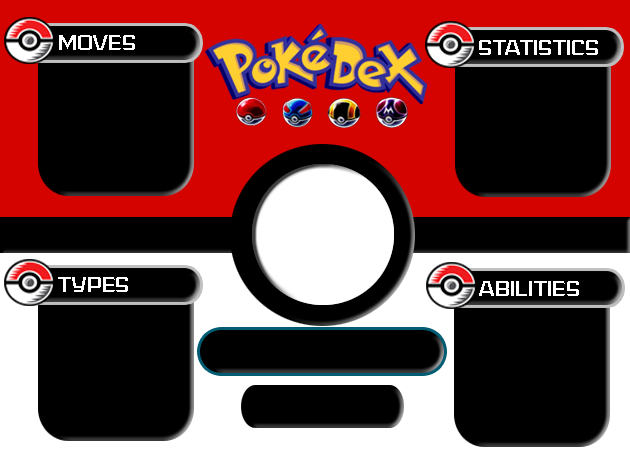 MOVES
POKéDEX
STATISTICS
M
TYPES
ABILITIES